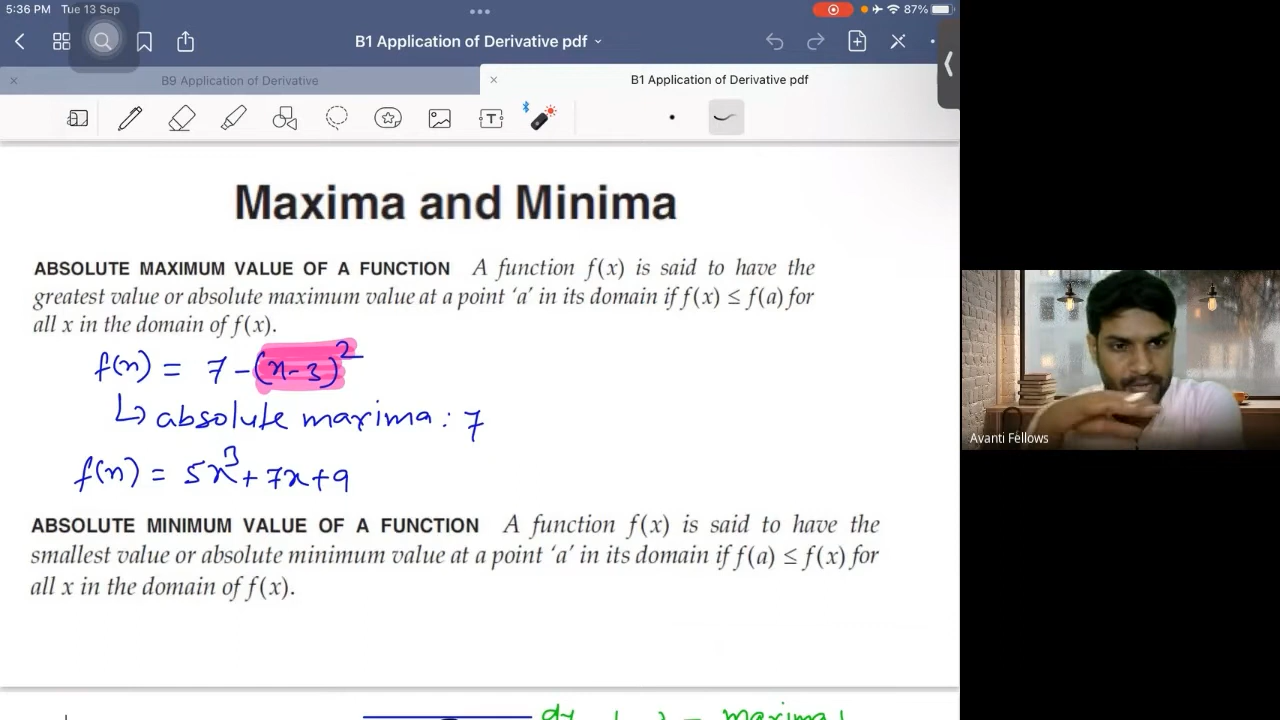 5:36 PM Tue 13 Sep
87%
B1 Application of Derivative pdf
B9 Application of Derivative
B1 Application of Derivative pdf
T
Maxima and Minima
ABSOLUTE MAXIMUM VALUE OF A FUNCTION A function f(x) is said to have the
greatest value or absolute maximum value at a point ‘a’ in its domain if f(x) ≤ f(a) for
all x in the domain of f(x).
f(x) = 7 - (x-3)²
↳ absolute maxima : 7
f(x) = 5x³ + 7x + 9
ABSOLUTE MINIMUM VALUE OF A FUNCTION A function f(x) is said to have the
smallest value or absolute minimum value at a point ‘a’ in its domain if f(a) ≤ f(x) for
all x in the domain of f(x).
maxima
Avanti Fellows